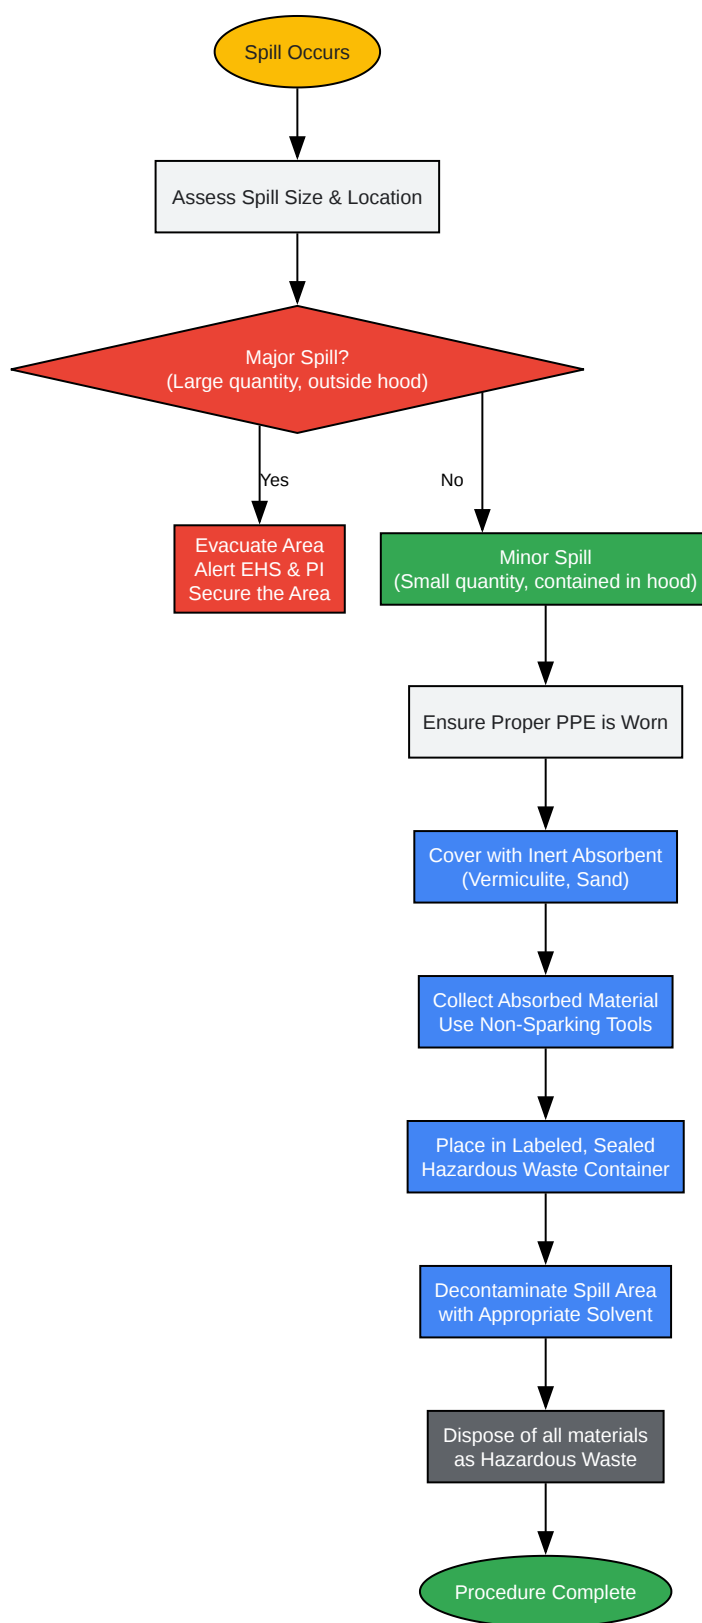 Spill Occurs
Assess Spill Size & Location
Major Spill?
(Large quantity, outside hood)
Yes
No
Evacuate Area
Alert EHS & PI
Secure the Area
Minor Spill
(Small quantity, contained in hood)
Ensure Proper PPE is Worn
Cover with Inert Absorbent
(Vermiculite, Sand)
Collect Absorbed Material
Use Non-Sparking Tools
Place in Labeled, Sealed
Hazardous Waste Container
Decontaminate Spill Area
with Appropriate Solvent
Dispose of all materials
as Hazardous Waste
Procedure Complete